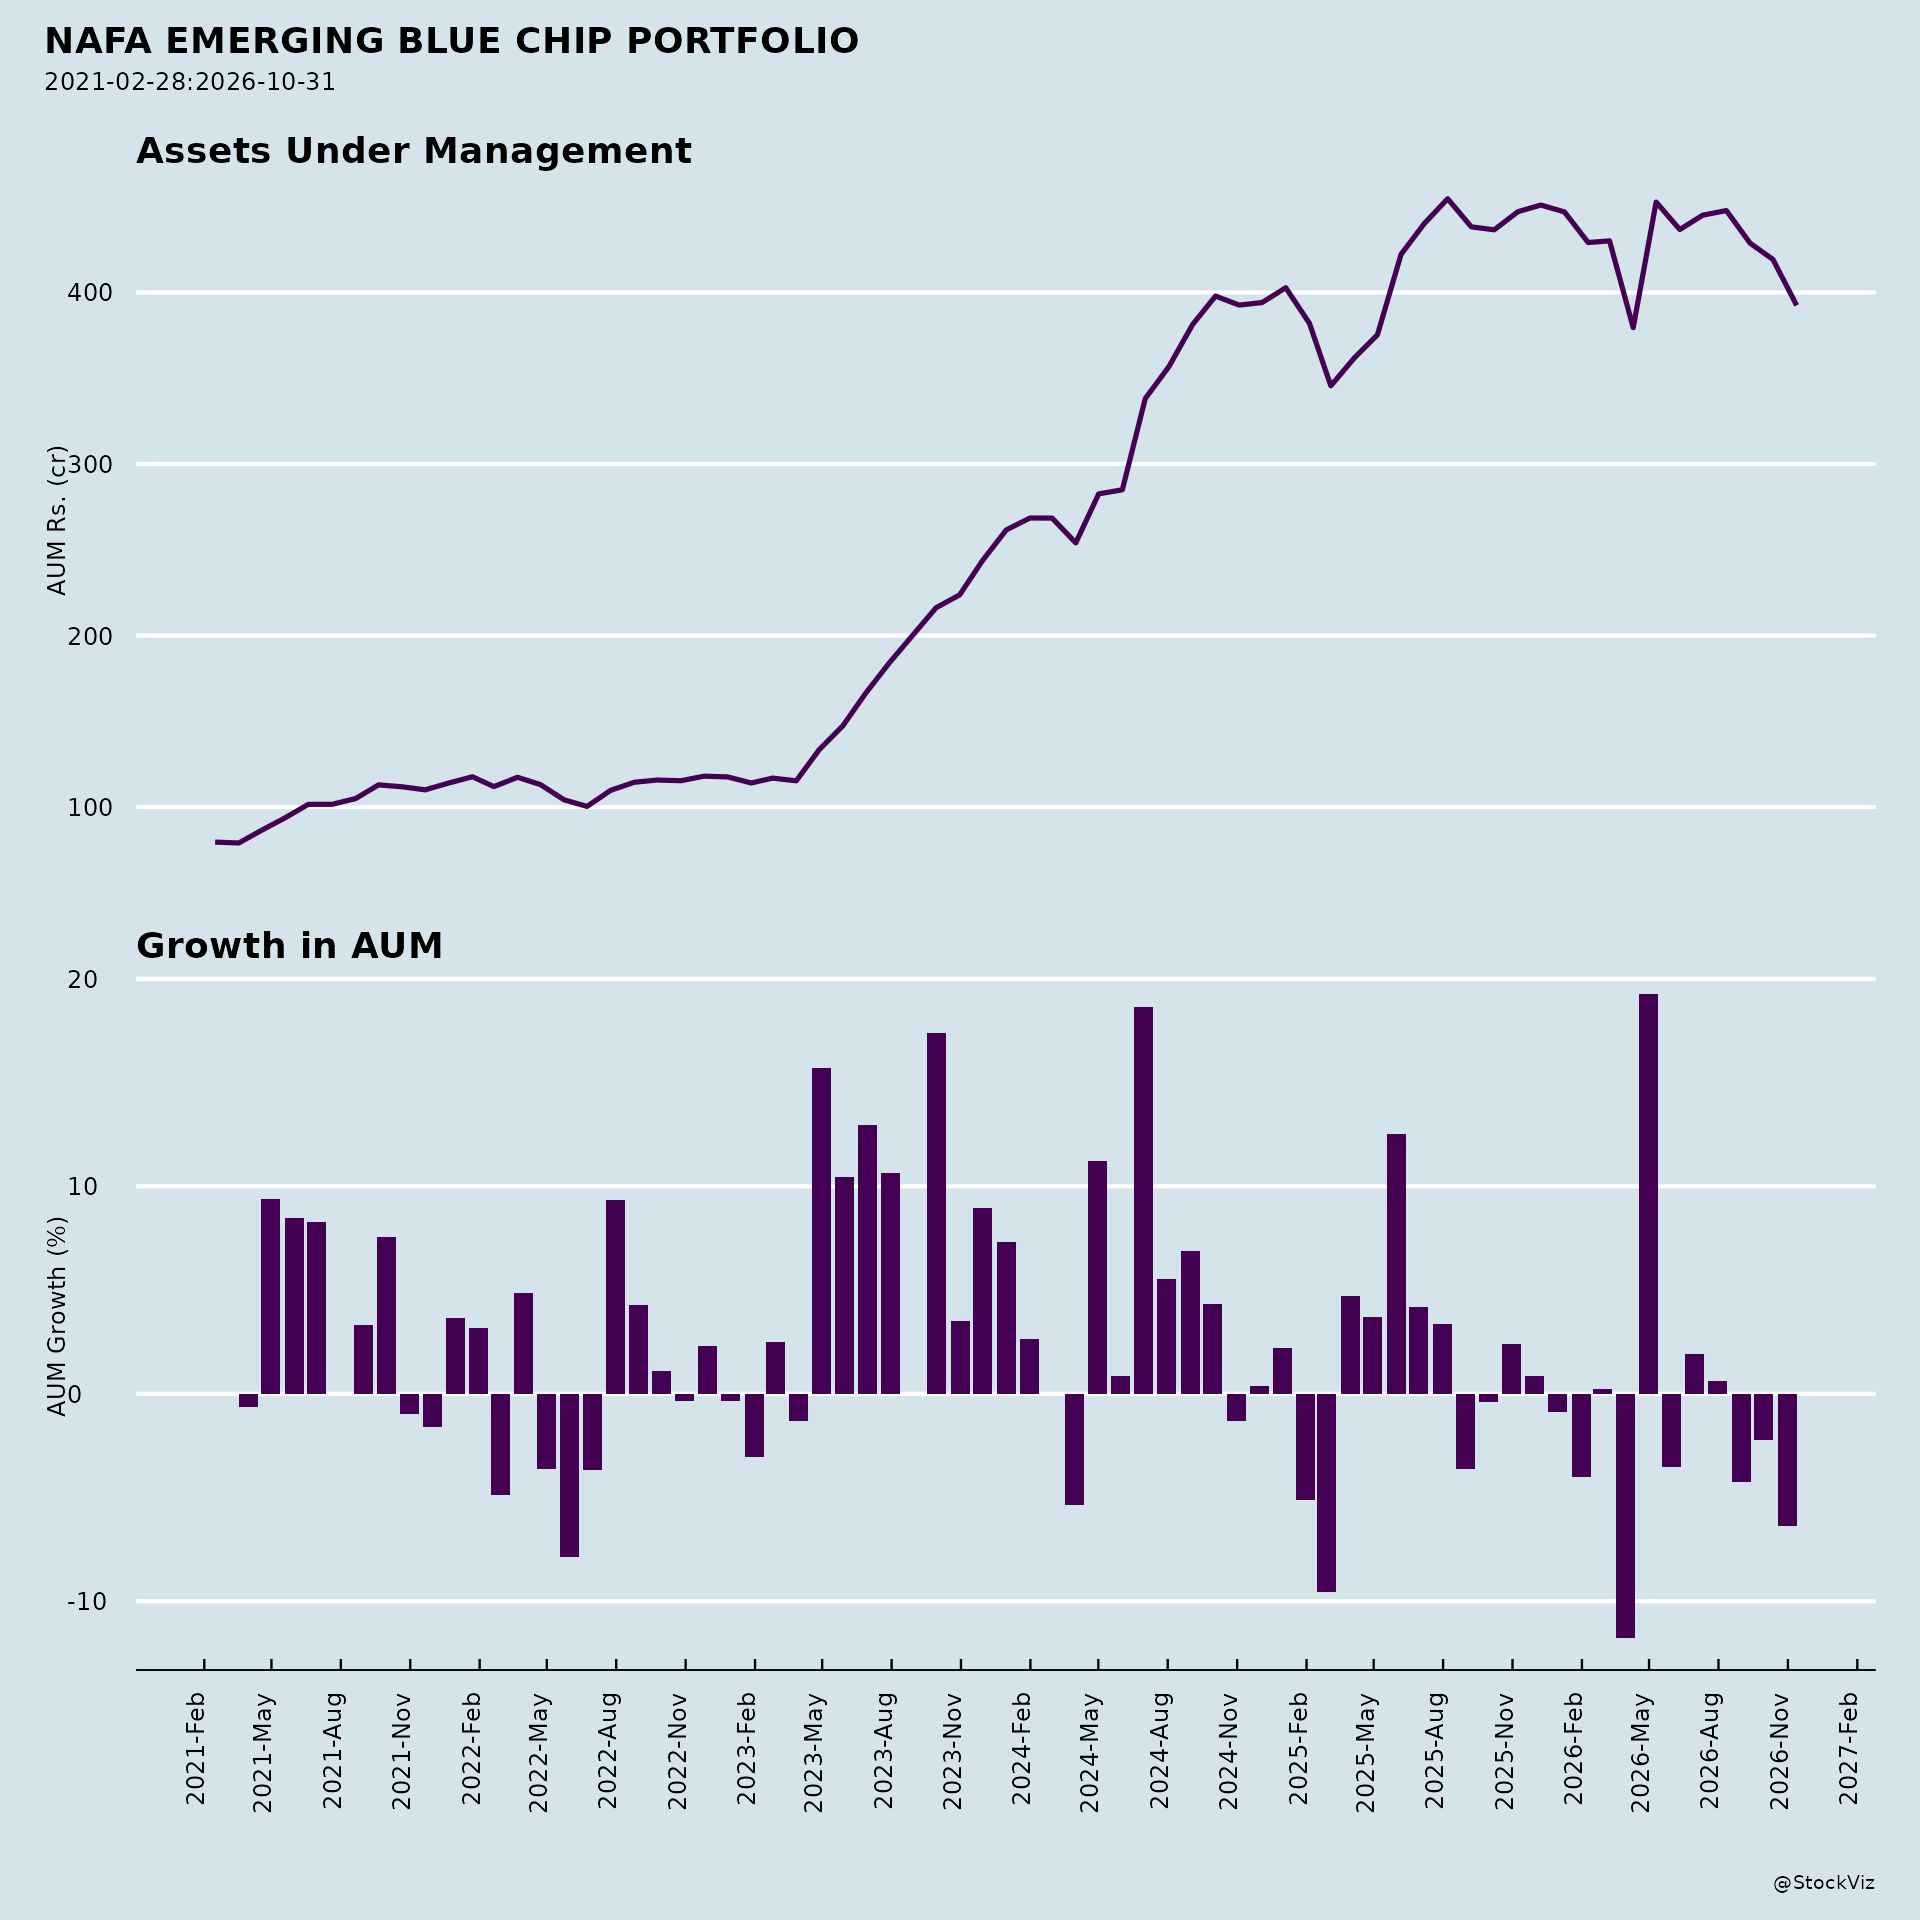 NAFA EMERGING BLUE CHIP PORTFOLIO
2021-02-28:2026-10-31
Assets Under Management
AUM Rs. (cr)
400
300
200
100
Growth in AUM
AUM Growth (%)
20
10
0
-10
2021-Feb
2021-May
2021-Aug
2021-Nov
2022-Feb
2022-May
2022-Aug
2022-Nov
2023-Feb
2023-May
2023-Aug
2023-Nov
2024-Feb
2024-May
2024-Aug
2024-Nov
2025-Feb
2025-May
2025-Aug
2025-Nov
2026-Feb
2026-May
2026-Aug
2026-Nov
2027-Feb
@StockViz